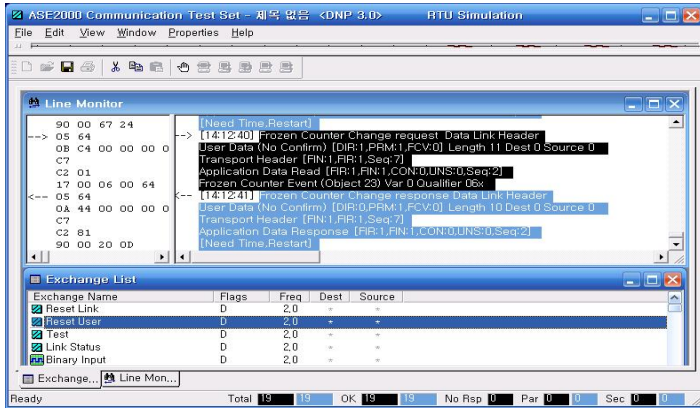 ASE2000 Communication Test Set - 제목 없음 <DNP 3.0> RTU Simulation
File Edit View Window Properties Help
Line Monitor
90 00 67 24 [Need Time,Restart]
--> 05 64 --> [14:12:40] Frozen Counter Change request Data Link Header
0B C4 00 00 00 0 User Data (No Confirm) [DIR:1,PRM:1,FCV:0] Length 11 Dest 0 Source 0
C7 Transport Header [FIN:1,FIR:1,Seq:7]
C2 01 Application Data Read [FIR:1,FIN:1,CON:0,UNS:0,Seq:2]
17 00 06 00 64 Frozen Counter Event (Object 23) Var 0 Qualifier 06x
<-- 05 64 <-- [14:12:41] Frozen Counter Change response Data Link Header
0A 44 00 00 00 0 User Data (No Confirm) [DIR:0,PRM:1,FCV:0] Length 10 Dest 0 Source 0
C7 Transport Header [FIN:1,FIR:1,Seq:7]
C2 81 Application Data Response [FIR:1,FIN:1,CON:0,UNS:0,Seq:2]
90 00 20 0D [Need Time,Restart]
Exchange List
Exchange Name Flags Freq Dest Source
Reset Link D 2,0 * *
Reset User D 2,0 * *
Test D 2,0 * *
Link Status D 2,0 * *
Binary Input D 2,0 * *
Exchange... Line Mon...
Ready Total 19 19 OK 19 19 No Rsp 0 Par 0 0 Sec 0 0